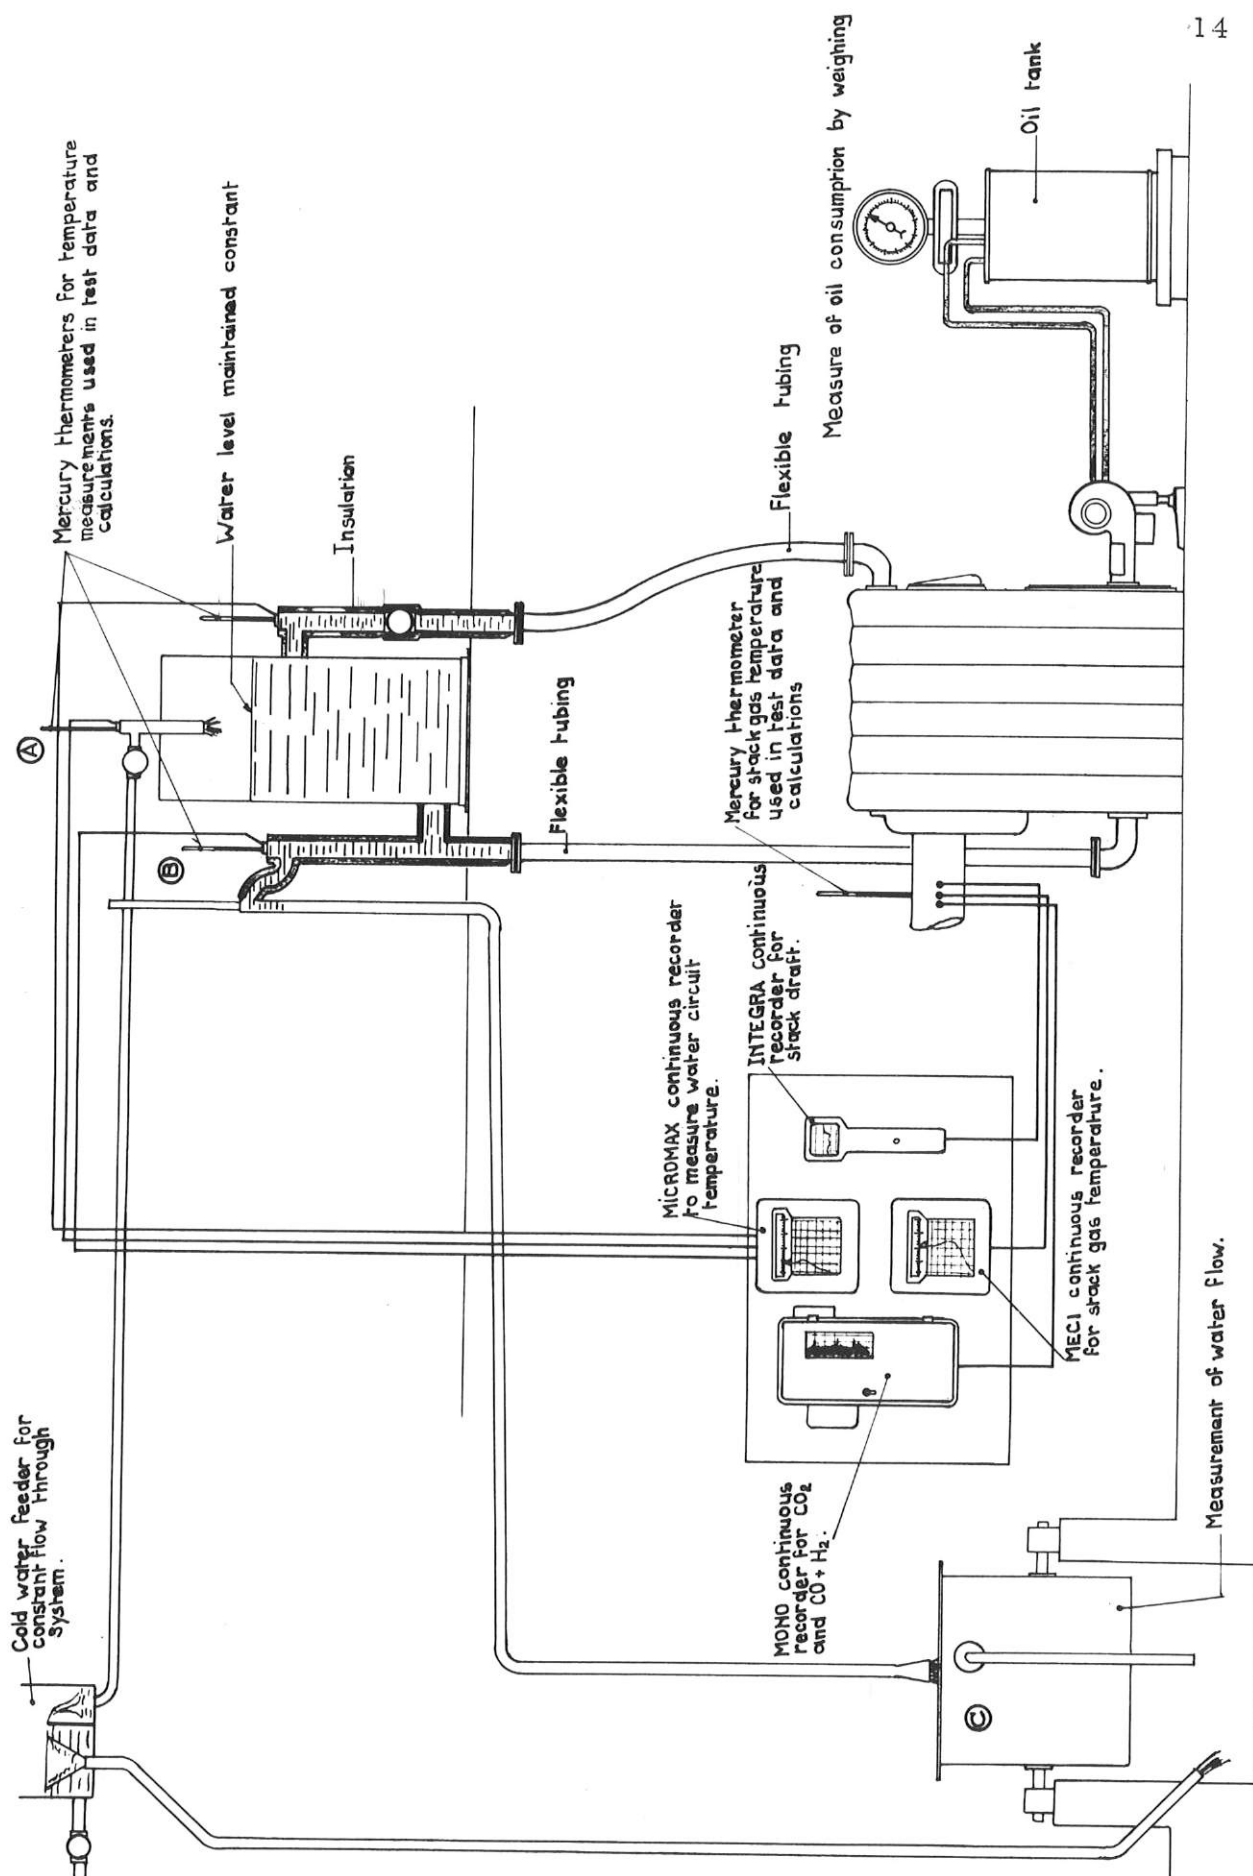 14
Cold water feeder for
constant flow through
system.
Mercury thermometers for temperature
measurements used in test data and
calculations.
A
Water level maintained constant
B
Insulation
Flexible tubing
Flexible tubing
MICROMAX continuous recorder
to measure water circuit
temperature.
Mercury thermometer
for stack gas temperature
used in test data and
calculations
INTEGRA continuous
recorder for
stack draft.
Measure of oil consumption by weighing
Oil tank
MONO continuous
recorder for CO₂
and CO + H₂.
MECI continuous recorder
for stack gas temperature.
C
Measurement of water flow.